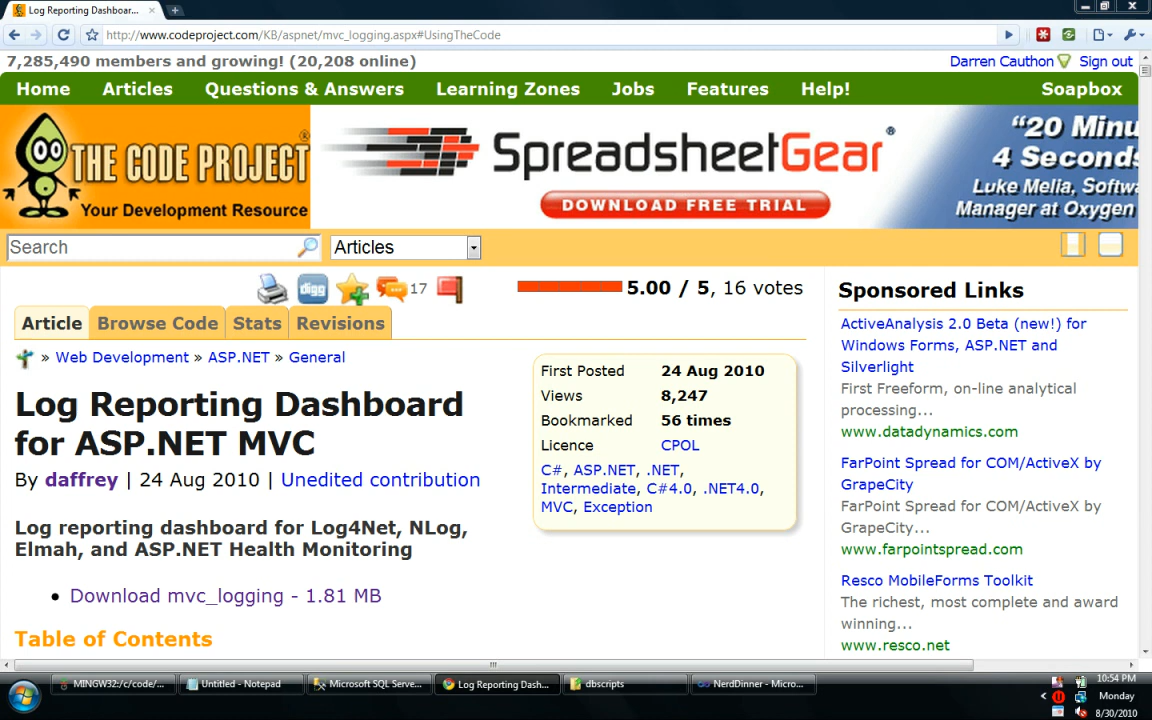 Log Reporting Dashboar...
http://www.codeproject.com/KB/aspnet/mvc_logging.aspx#UsingTheCode
7,285,490 members and growing! (20,208 online)
Darren Cauthon Sign out
Home Articles Questions & Answers Learning Zones Jobs Features Help! Soapbox
THE CODE PROJECT®
Your Development Resource
SpreadsheetGear®
DOWNLOAD FREE TRIAL
“20 Minu
4 Seconds
Luke Melia, Softwa
Manager at Oxygen
Search
Articles
digg
17
5.00 / 5, 16 votes
Article Browse Code Stats Revisions
» Web Development » ASP.NET » General
Log Reporting Dashboard
for ASP.NET MVC
By daffrey | 24 Aug 2010 | Unedited contribution
Log reporting dashboard for Log4Net, NLog,
Elmah, and ASP.NET Health Monitoring
• Download mvc_logging - 1.81 MB
Table of Contents
First Posted 24 Aug 2010
Views 8,247
Bookmarked 56 times
Licence CPOL
C#, ASP.NET, .NET,
Intermediate, C#4.0, .NET4.0,
MVC, Exception
Sponsored Links
ActiveAnalysis 2.0 Beta (new!) for
Windows Forms, ASP.NET and
Silverlight
First Freeform, on-line analytical
processing...
www.datadynamics.com
FarPoint Spread for COM/ActiveX by
GrapeCity
FarPoint Spread for COM/ActiveX by
GrapeCity...
www.farpointspread.com
Resco MobileForms Toolkit
The richest, most complete and award
winning...
www.resco.net
MINGW32:/c/code/...
Untitled - Notepad
Microsoft SQL Serve...
Log Reporting Dash...
dbscripts
NerdDinner - Micro...
10:54 PM
Monday
8/30/2010